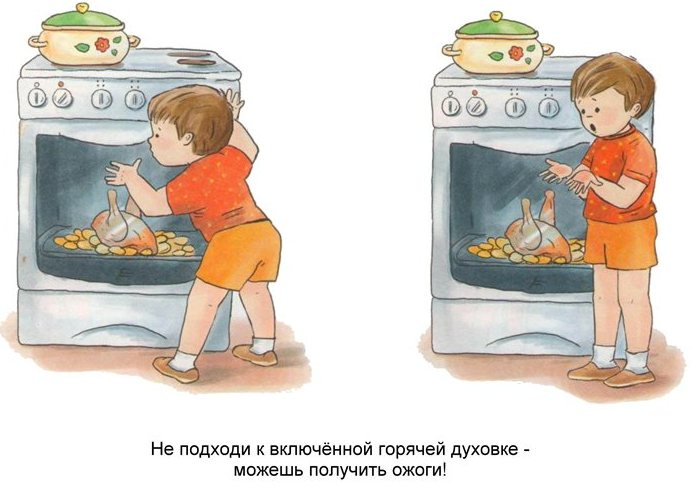 Не подходи к включённой горячей духовке -
можешь получить ожоги!